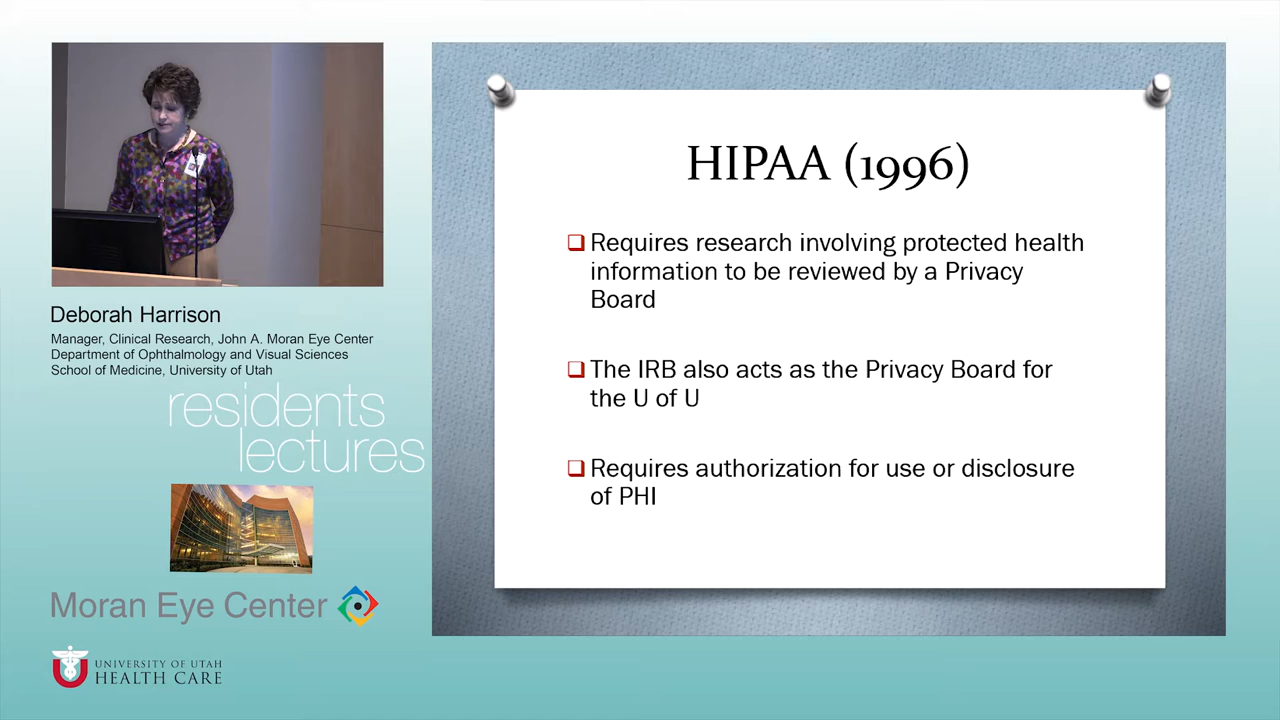 Deborah Harrison
Manager, Clinical Research, John A. Moran Eye Center
Department of Ophthalmology and Visual Sciences
School of Medicine, University of Utah
residents
lectures
Moran Eye Center
UNIVERSITY OF UTAH
HEALTH CARE
HIPAA (1996)
Requires research involving protected health
information to be reviewed by a Privacy
Board
The IRB also acts as the Privacy Board for
the U of U
Requires authorization for use or disclosure
of PHI